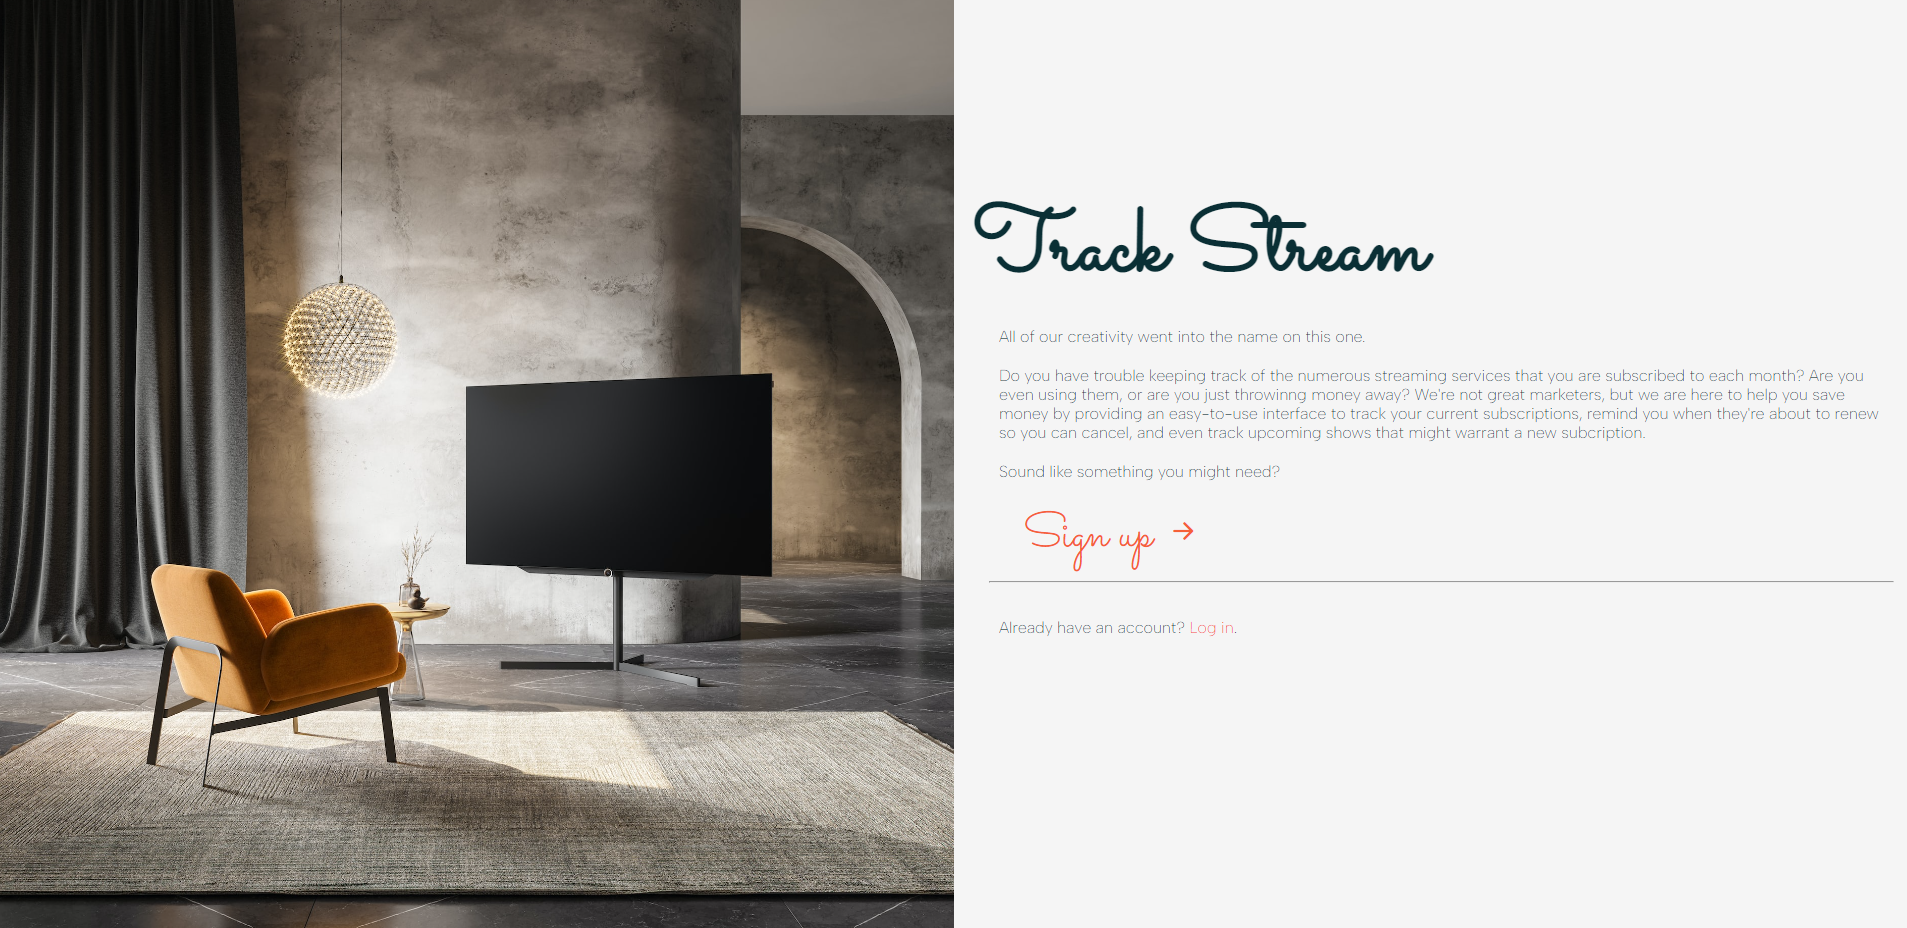 Track Stream
All of our creativity went into the name on this one.
Do you have trouble keeping track of the numerous streaming services that you are subscribed to each month? Are you
even using them, or are you just throwinng money away? We're not great marketers, but we are here to help you save
money by providing an easy-to-use interface to track your current subscriptions, remind you when they're about to renew
so you can cancel, and even track upcoming shows that might warrant a new subcription.
Sound like something you might need?
Sign up →
Already have an account? Log in.